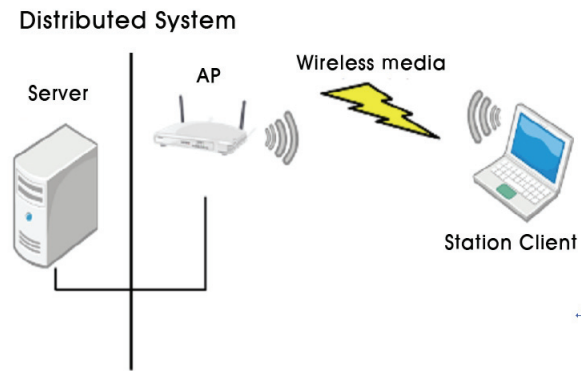 Distributed System
AP
Wireless media
Server
Station Client